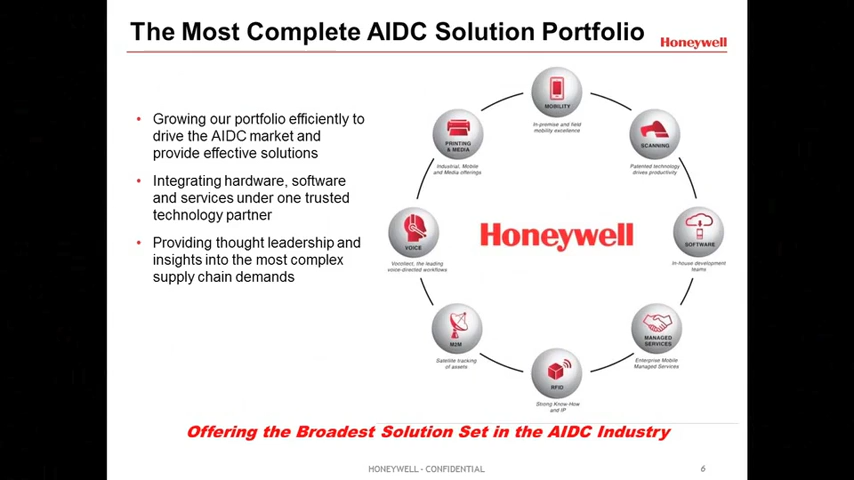 The Most Complete AIDC Solution Portfolio
Honeywell
Growing our portfolio efficiently to
drive the AIDC market and
provide effective solutions
Integrating hardware, software
and services under one trusted
technology partner
Providing thought leadership and
insights into the most complex
supply chain demands
MOBILITY
In-premise and field
mobility excellence
SCANNING
Patented technology
drives productivity
SOFTWARE
In-house development
teams
MANAGED
SERVICES
Enterprise Mobile
Managed Services
RFID
Strong Know-How
and IP
M2M
Satellite tracking
of assets
VOICE
Vocollect, the leading
voice-directed workflows
PRINTING
& MEDIA
Industrial, Mobile
and Media offerings
Honeywell
Offering the Broadest Solution Set in the AIDC Industry
HONEYWELL - CONFIDENTIAL
6